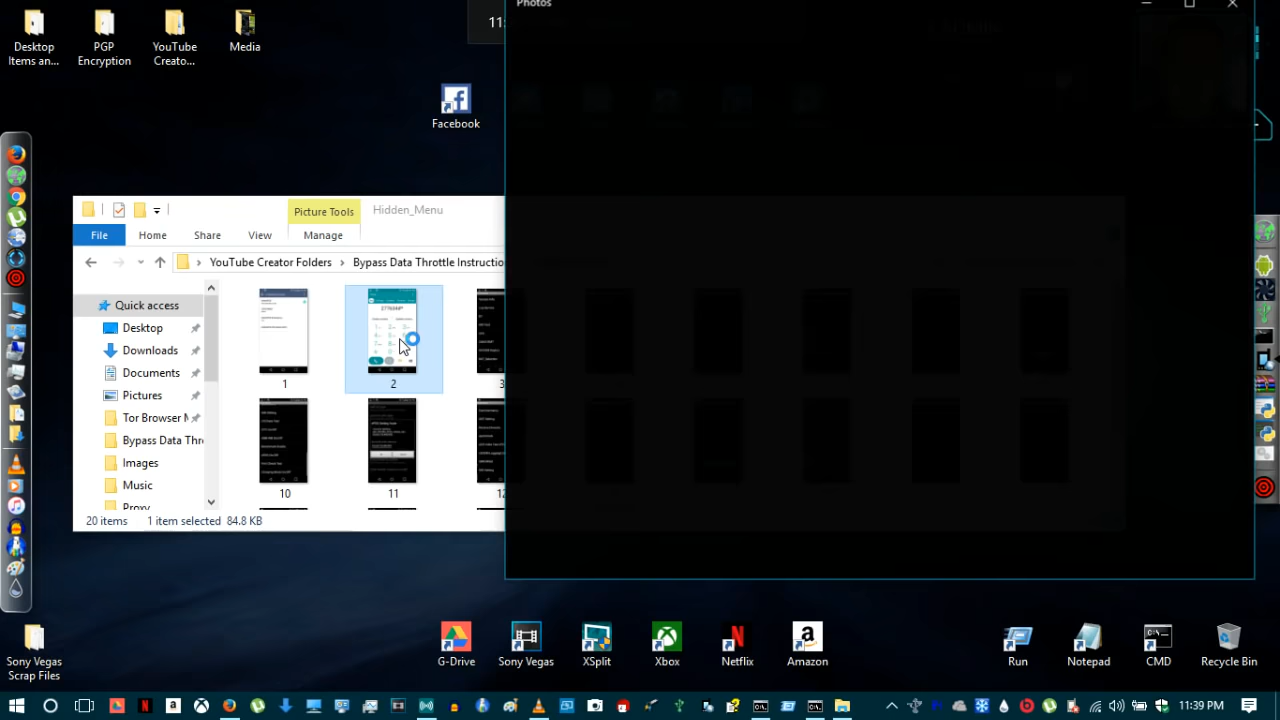 Photos
11:
Desktop Items an...
PGP Encryption
YouTube Creato...
Media
Facebook
Picture Tools
Hidden_Menu
File
Home
Share
View
Manage
YouTube Creator Folders
Bypass Data Throttle Instructio
Quick access
Desktop
Downloads
Documents
Pictures
Tor Browser
Bypass Data Thr
Images
Music
Proxy
1
2
3
10
11
12
20 items
1 item selected 84.8 KB
Sony Vegas Scrap Files
G-Drive
Sony Vegas
XSplit
Xbox
Netflix
Amazon
Run
Notepad
CMD
Recycle Bin
11:39 PM